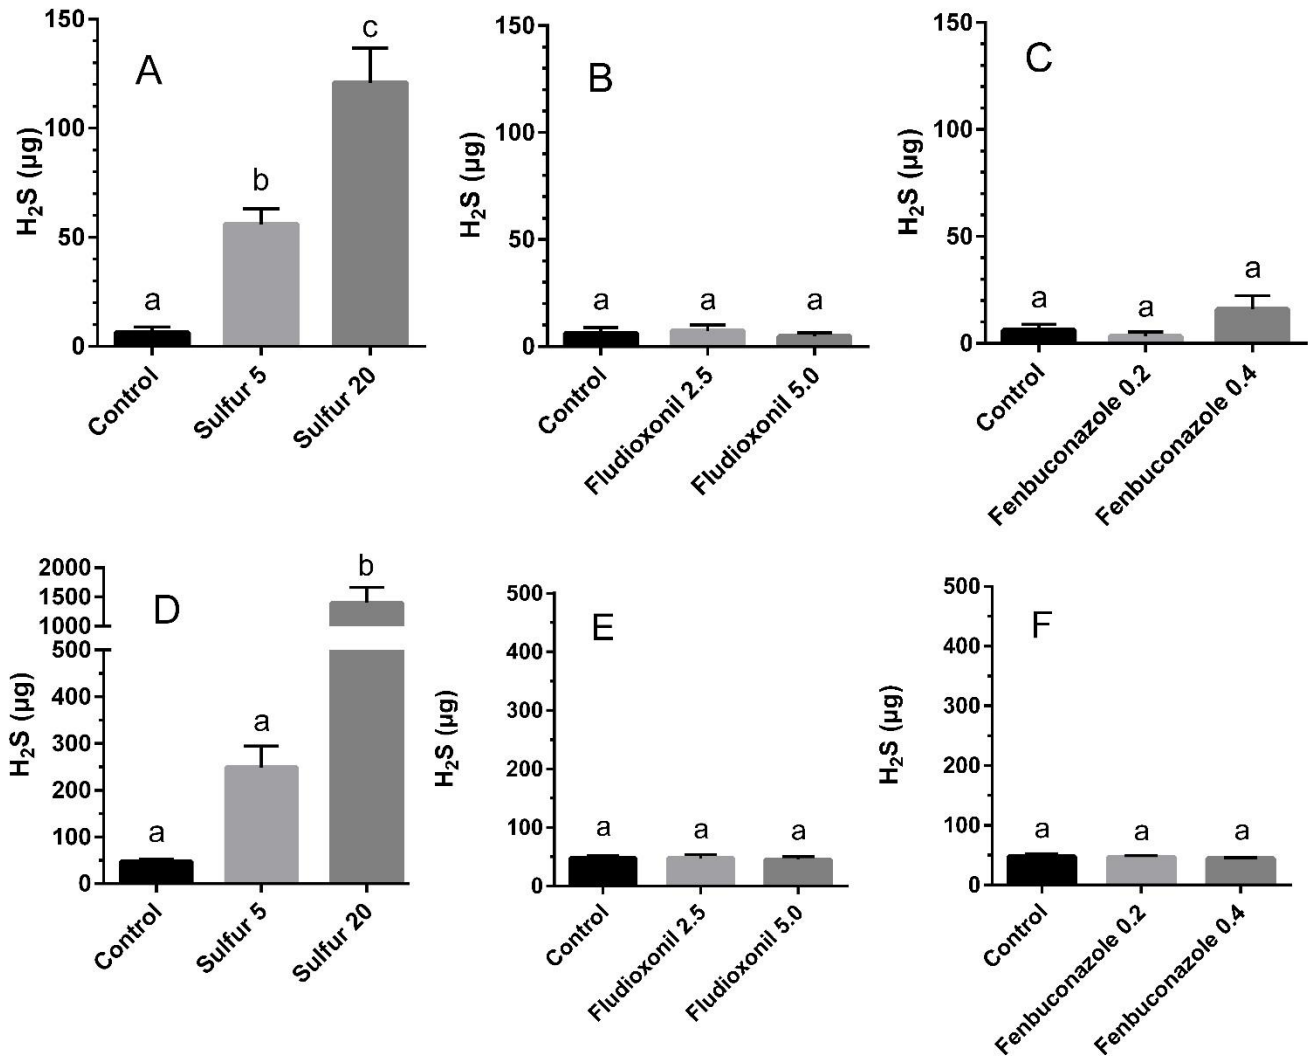 A
H₂S (µg)
150
100
50
0
a
b
c
Control
Sulfur 5
Sulfur 20
B
H₂S (µg)
150
100
50
0
a
a
a
Control
Fludioxonil 2.5
Fludioxonil 5.0
C
H₂S (µg)
150
100
50
0
a
a
a
Control
Fenbuconazole 0.2
Fenbuconazole 0.4
D
H₂S (µg)
2000
1500
1000
500
400
300
200
100
0
a
a
b
Control
Sulfur 5
Sulfur 20
E
H₂S (µg)
500
400
300
200
100
0
a
a
a
Control
Fludioxonil 2.5
Fludioxonil 5.0
F
H₂S (µg)
500
400
300
200
100
0
a
a
a
Control
Fenbuconazole 0.2
Fenbuconazole 0.4